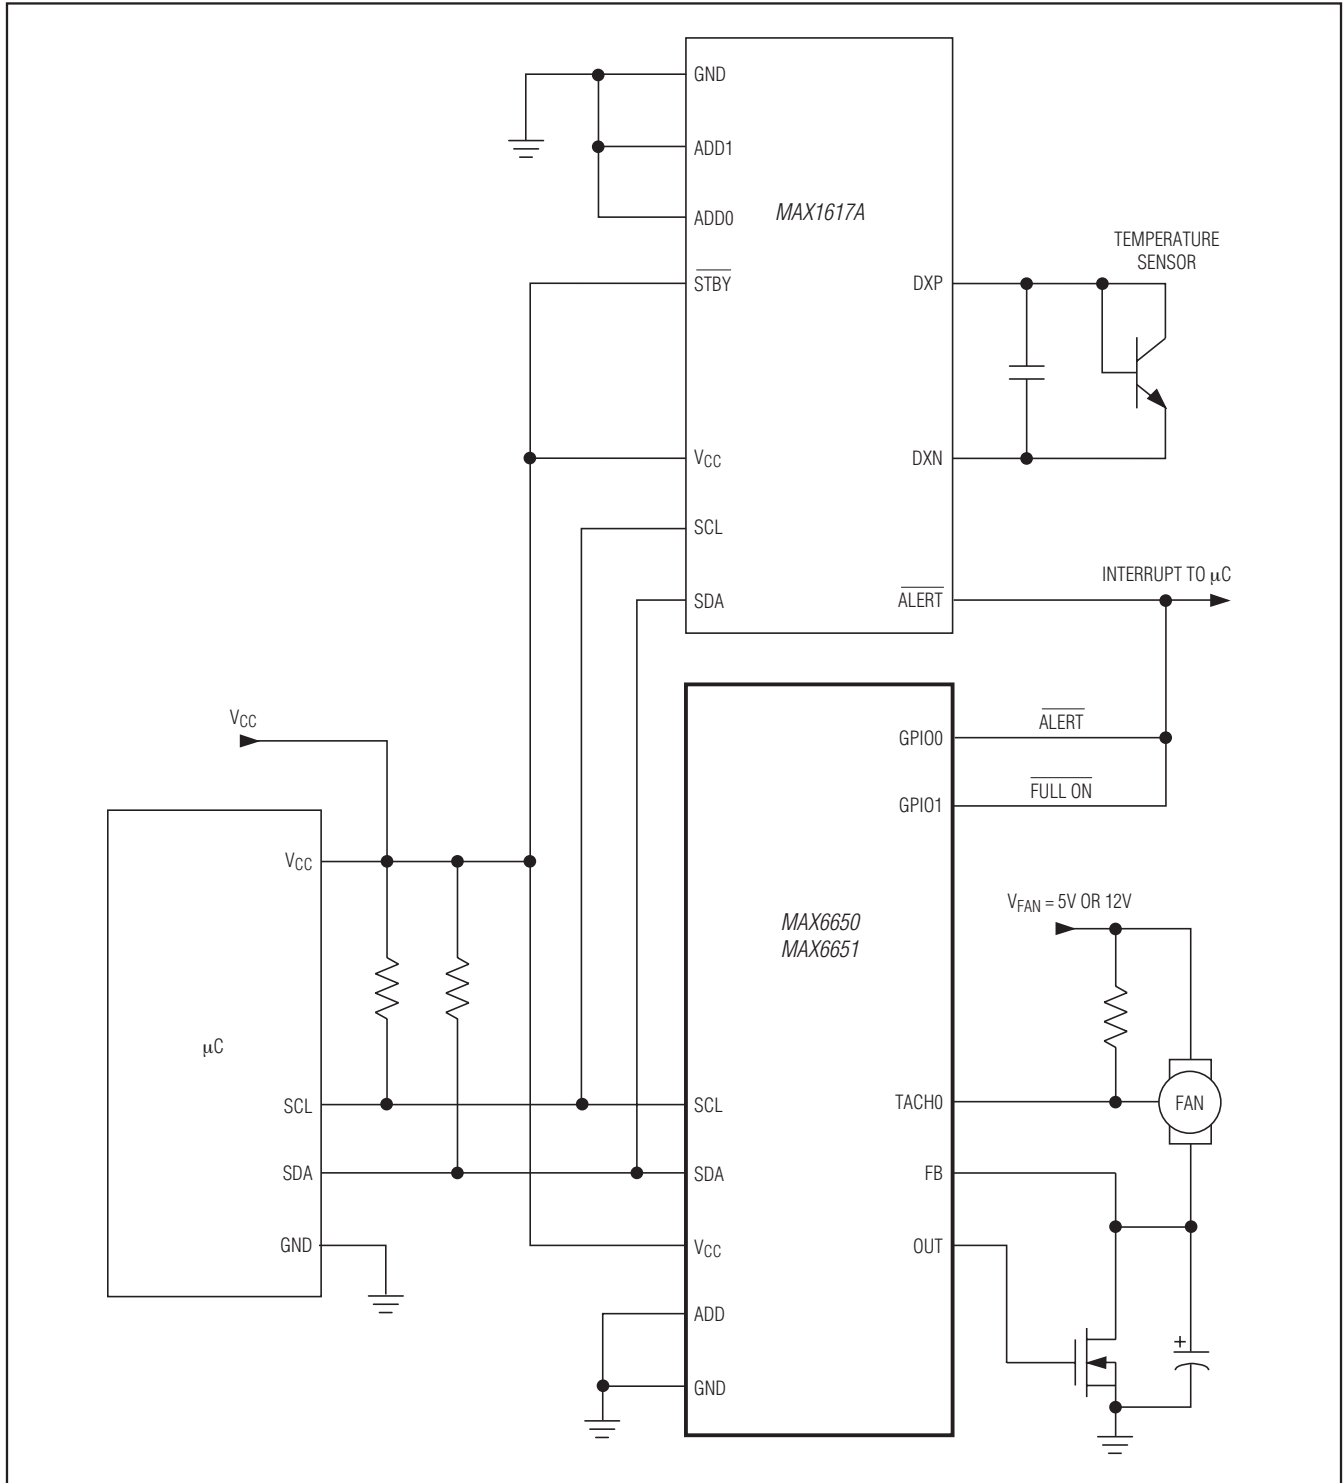 GND
ADD1
ADD0
MAX1617A
TEMPERATURE
SENSOR
STBY
DXP
VCC
DXN
SCL
INTERRUPT TO μC
SDA
ALERT
VCC
ALERT
GPIO0
FULL ON
GPIO1
VCC
VFAN = 5V OR 12V
MAX6650
MAX6651
μC
SCL
SCL
TACH0
FAN
SDA
SDA
FB
GND
VCC
OUT
ADD
+
GND